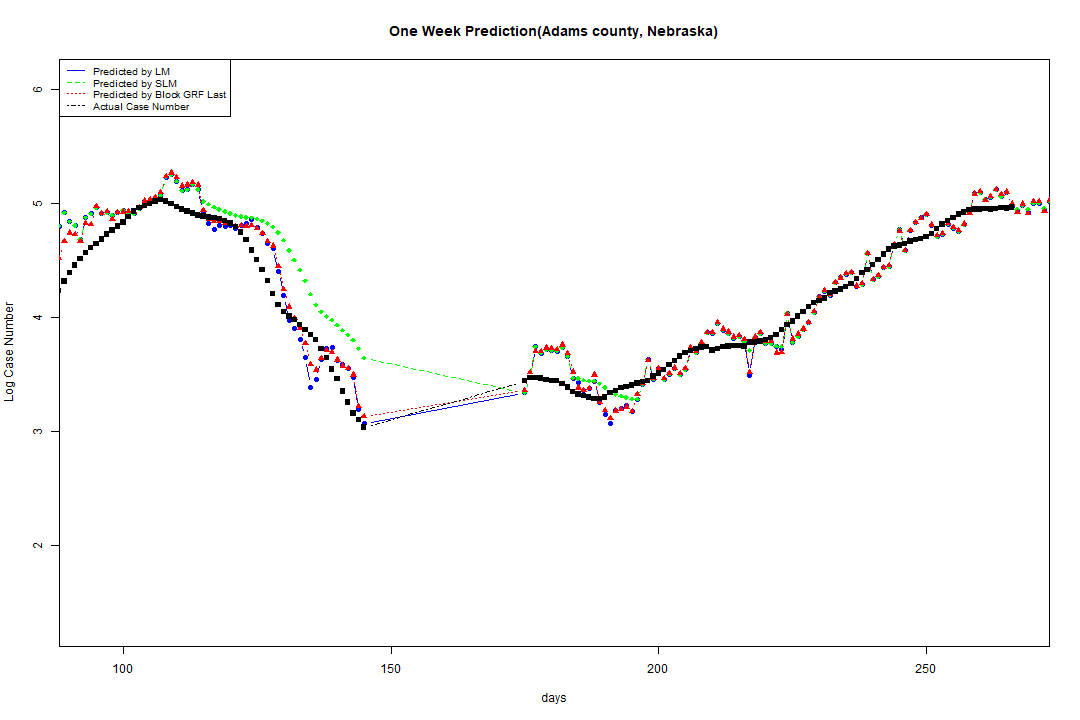 One Week Prediction(Adams county, Nebraska)
Predicted by LM
Predicted by SLM
Predicted by Block GRF Last
Actual Case Number
6
5
4
3
2
Log Case Number
100 150 200 250
days